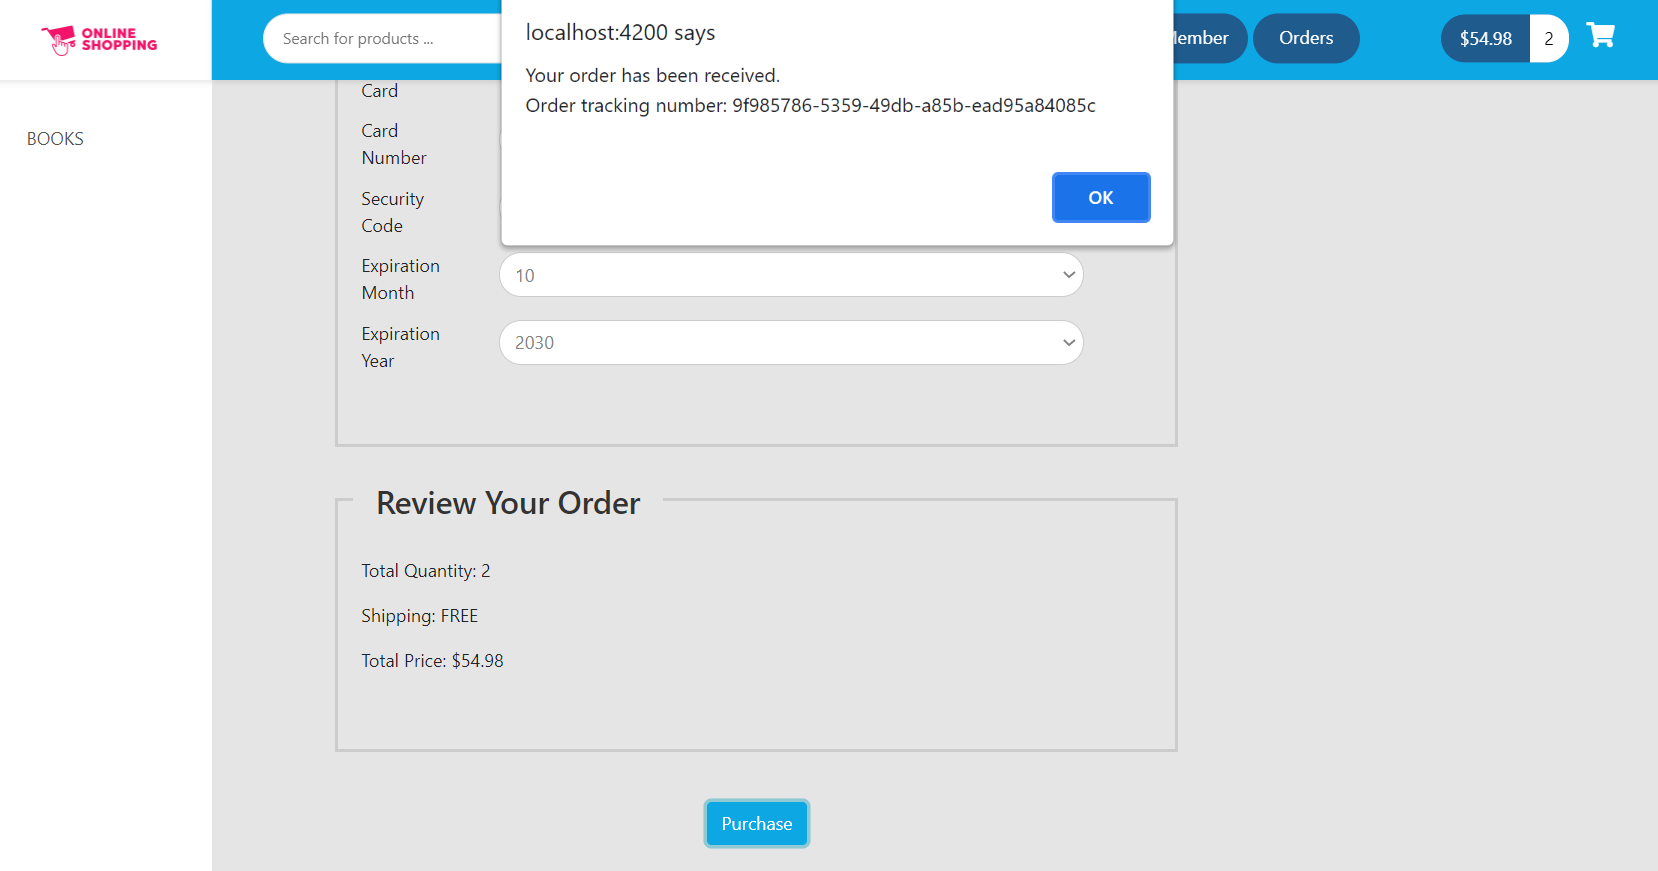 ONLINE
SHOPPING
Search for products ...
localhost:4200 says
Your order has been received.
Order tracking number: 9f985786-5359-49db-a85b-ead95a84085c
OK
Orders
$54.98
2
BOOKS
Card
Card
Number
Security
Code
Expiration
Month
10
Expiration
Year
2030
Review Your Order
Total Quantity: 2
Shipping: FREE
Total Price: $54.98
Purchase